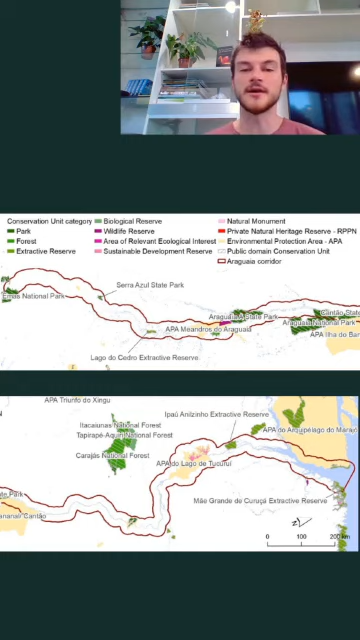 Conservation Unit category
Park
Forest
Extractive Reserve
Biological Reserve
Wildlife Reserve
Area of Relevant Ecological Interest
Sustainable Development Reserve
Natural Monument
Private Natural Heritage Reserve - RPPN
Environmental Protection Area - APA
Public domain Conservation Unit
Araguaia corridor
Emas National Park
Serra Azul State Park
APA Meandros do Araguaia
Lago do Cedro Extractive Reserve
Araguaia State Park
Cantão State
Araguaia National Park
APA Ilha do Ban
APA Triunfo do Xingu
Itacaiunas National Forest
Tapirapé-Aquiri National Forest
Carajás National Forest
Ipaú Anilzinho Extractive Reserve
APA do Arquipélago do Marajó
APA do Lago de Tucuruí
Mãe Grande de Curuçá Extractive Reserve
ate Park
Bananal/ Cantão
N
0 100 200 km